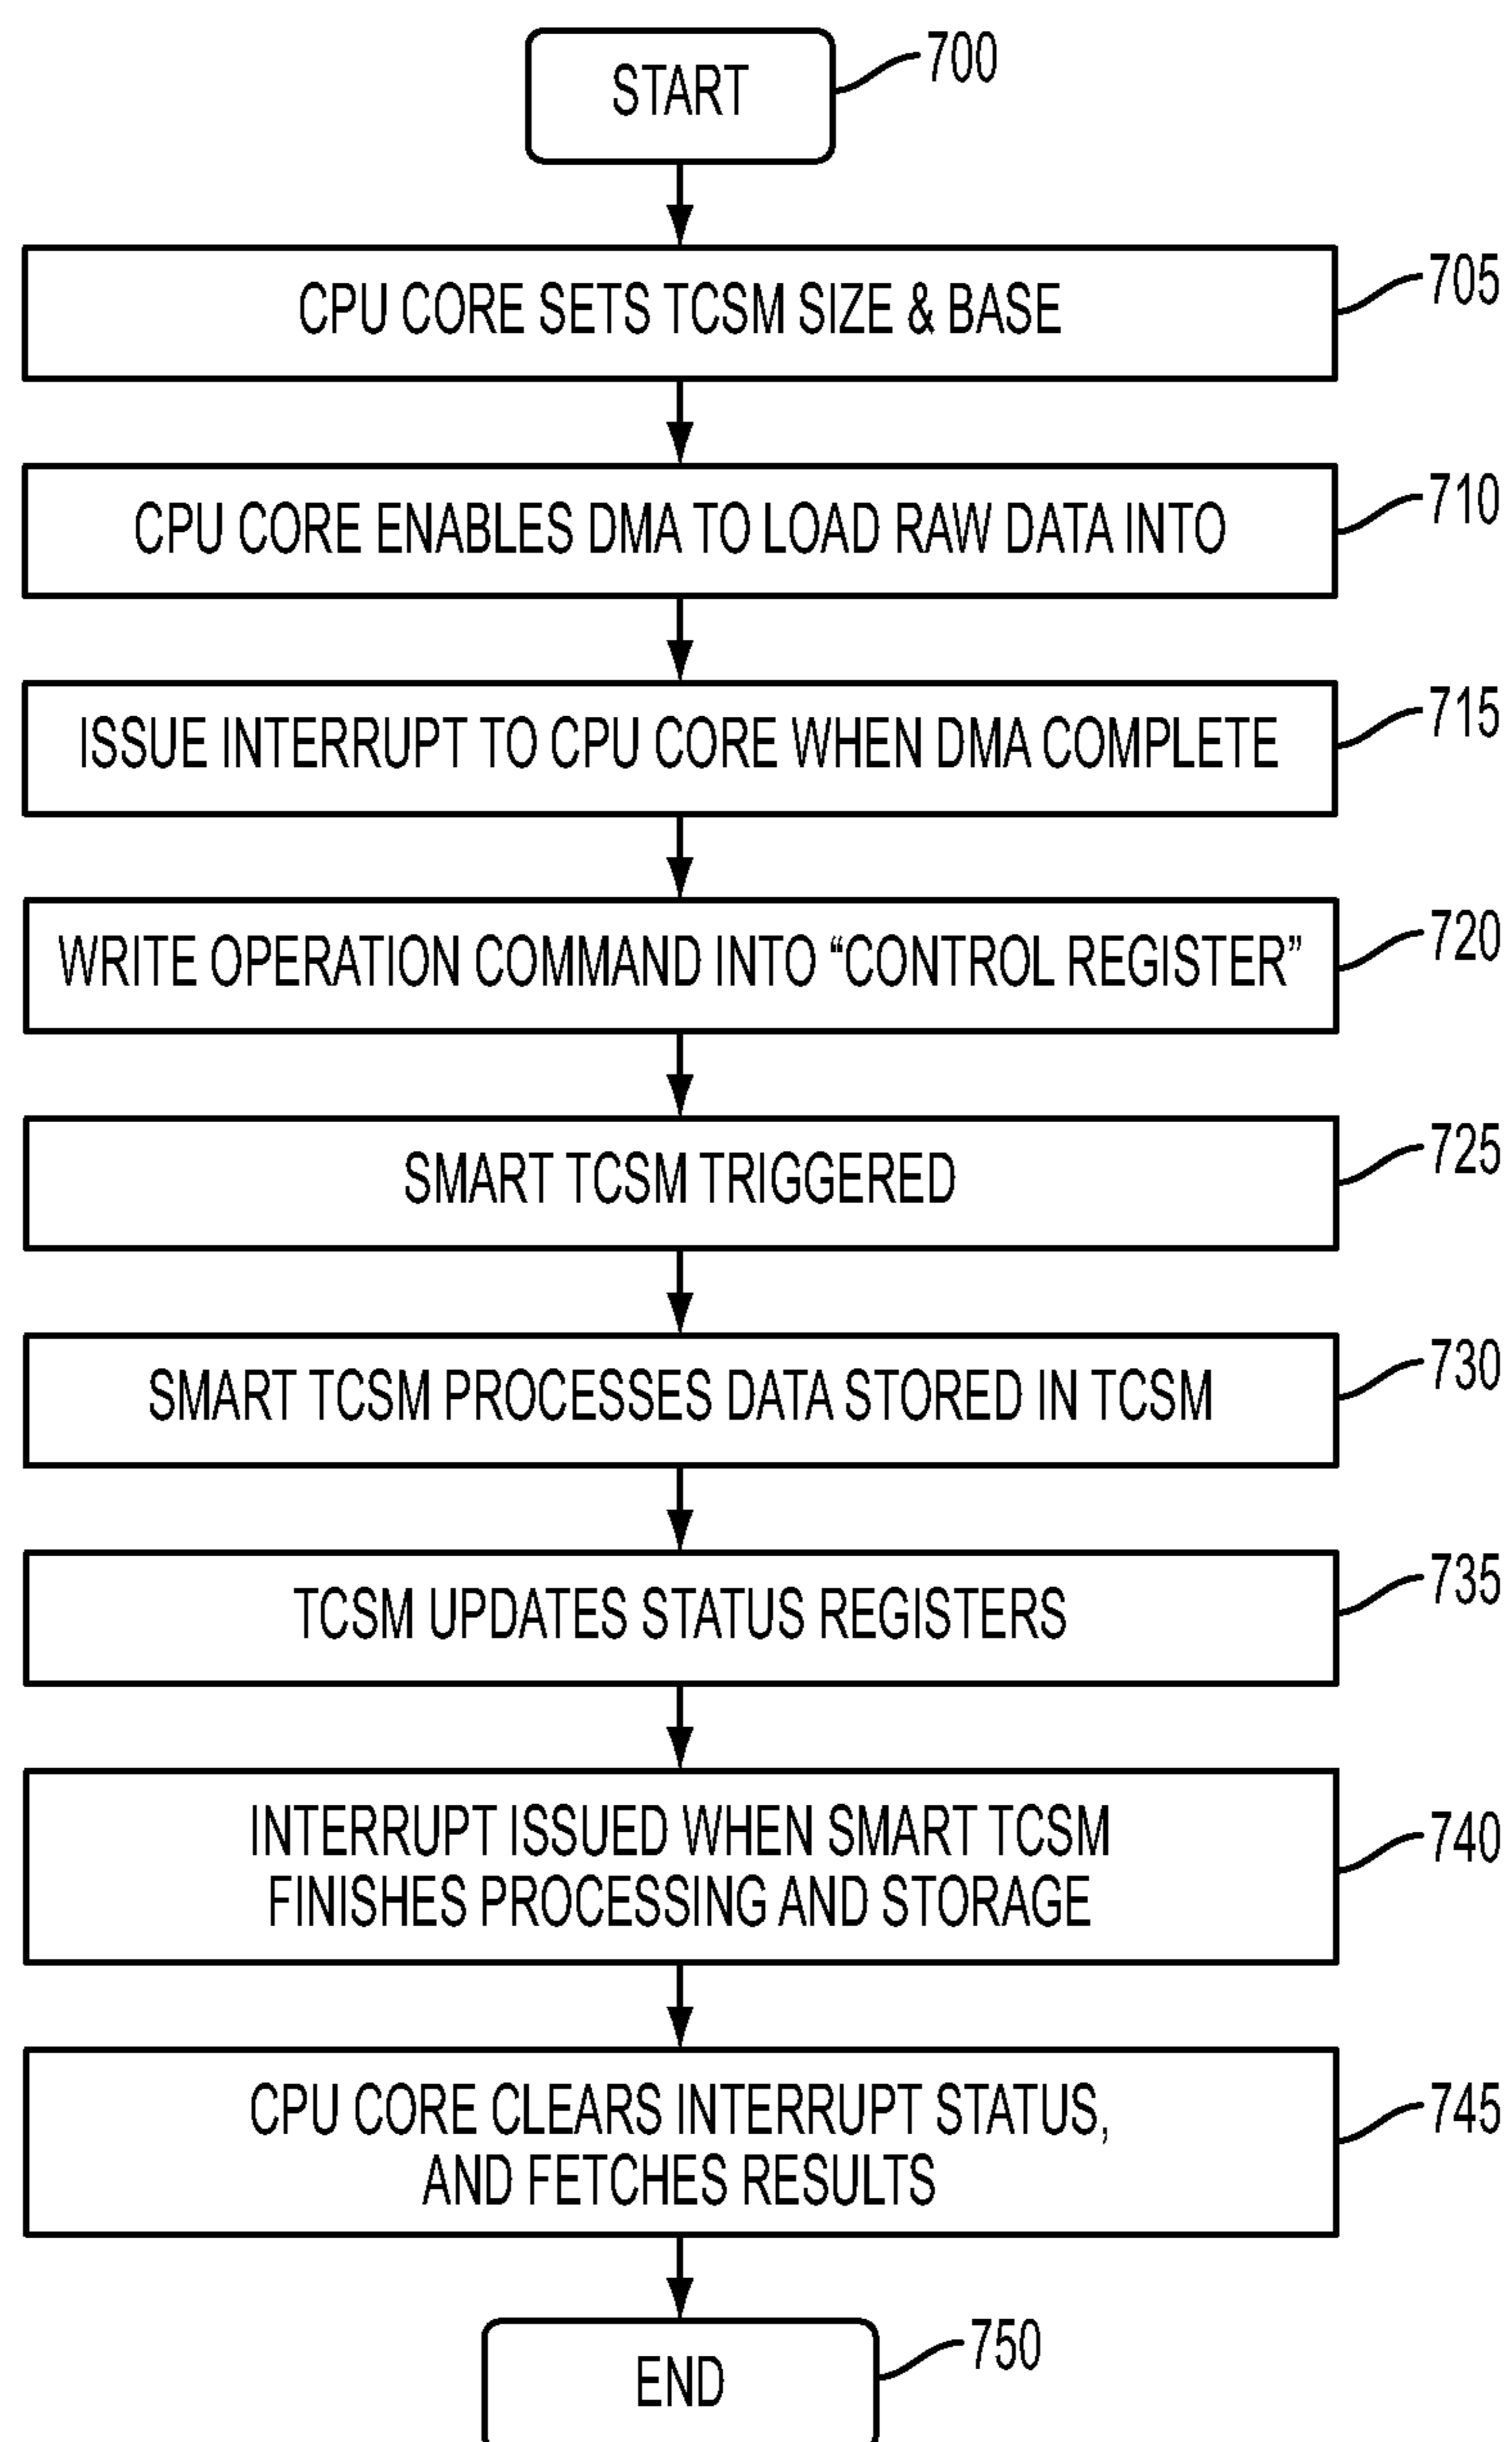 START
700
CPU CORE SETS TCSM SIZE & BASE
705
CPU CORE ENABLES DMA TO LOAD RAW DATA INTO
710
ISSUE INTERRUPT TO CPU CORE WHEN DMA COMPLETE
715
WRITE OPERATION COMMAND INTO “CONTROL REGISTER”
720
SMART TCSM TRIGGERED
725
SMART TCSM PROCESSES DATA STORED IN TCSM
730
TCSM UPDATES STATUS REGISTERS
735
INTERRUPT ISSUED WHEN SMART TCSM
FINISHES PROCESSING AND STORAGE
740
CPU CORE CLEARS INTERRUPT STATUS,
AND FETCHES RESULTS
745
END
750